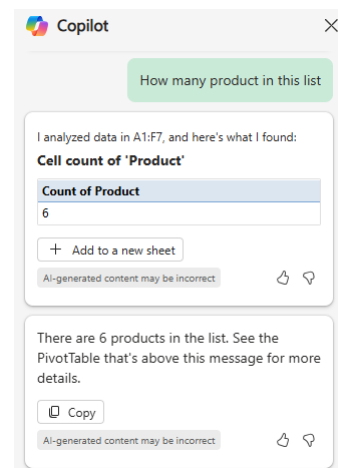 Copilot
How many product in this list
I analyzed data in A1:F7, and here's what I found:
Cell count of 'Product'
Count of Product
6
+ Add to a new sheet
AI-generated content may be incorrect
There are 6 products in the list. See the
PivotTable that's above this message for more
details.
Copy
AI-generated content may be incorrect